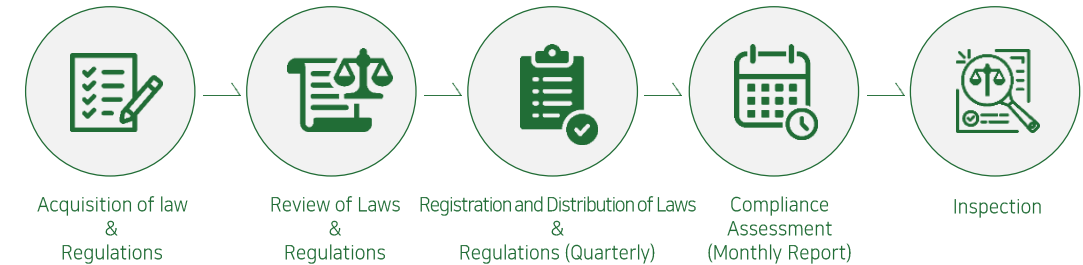 Acquisition of law
&
Regulations
Review of Laws
&
Regulations
Registration and Distribution of Laws
&
Regulations (Quarterly)
Compliance
Assessment
(Monthly Report)
Inspection